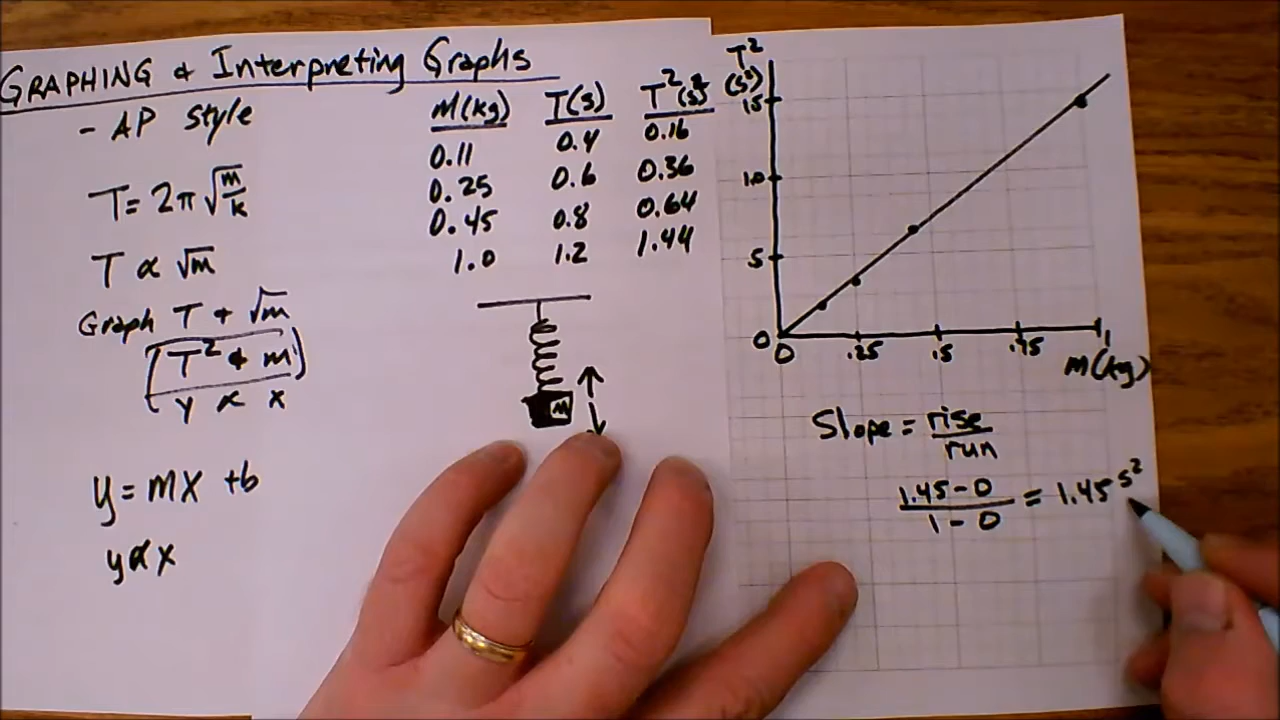 GRAPHING & Interpreting Graphs
- AP Style
T = 2π √(m/k)
T ∝ √m
Graph T & √m
T² & m
y ∝ x
y = mx + b
y ∝ x
M(kg) T(s) T²(s)²
0.11 0.4 0.16
0.25 0.6 0.36
0.45 0.8 0.64
1.0 1.2 1.44
M
T²
(s²)
15
10
5
0
0 .25 .5 .75 1
M(kg)
Slope = rise/run
(1.45-0)/(1-0) = 1.45 s²